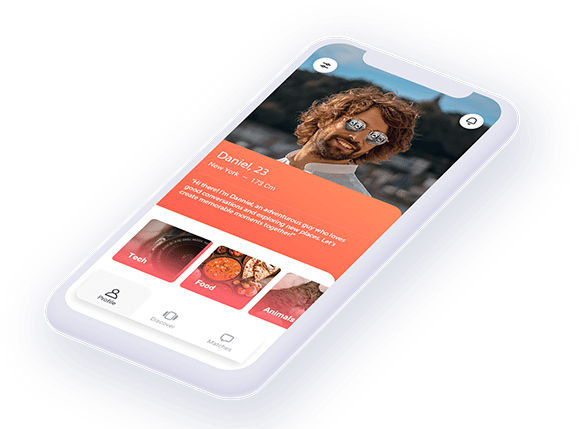 Daniel, 23
New York — 173 Cm
"Hi there! I'm Danniel, an adventurous guy who loves
good conversations and exploring new places. Let's
create memorable moments together!"
Tech
Food
Animals
Profile
Discover
Matches